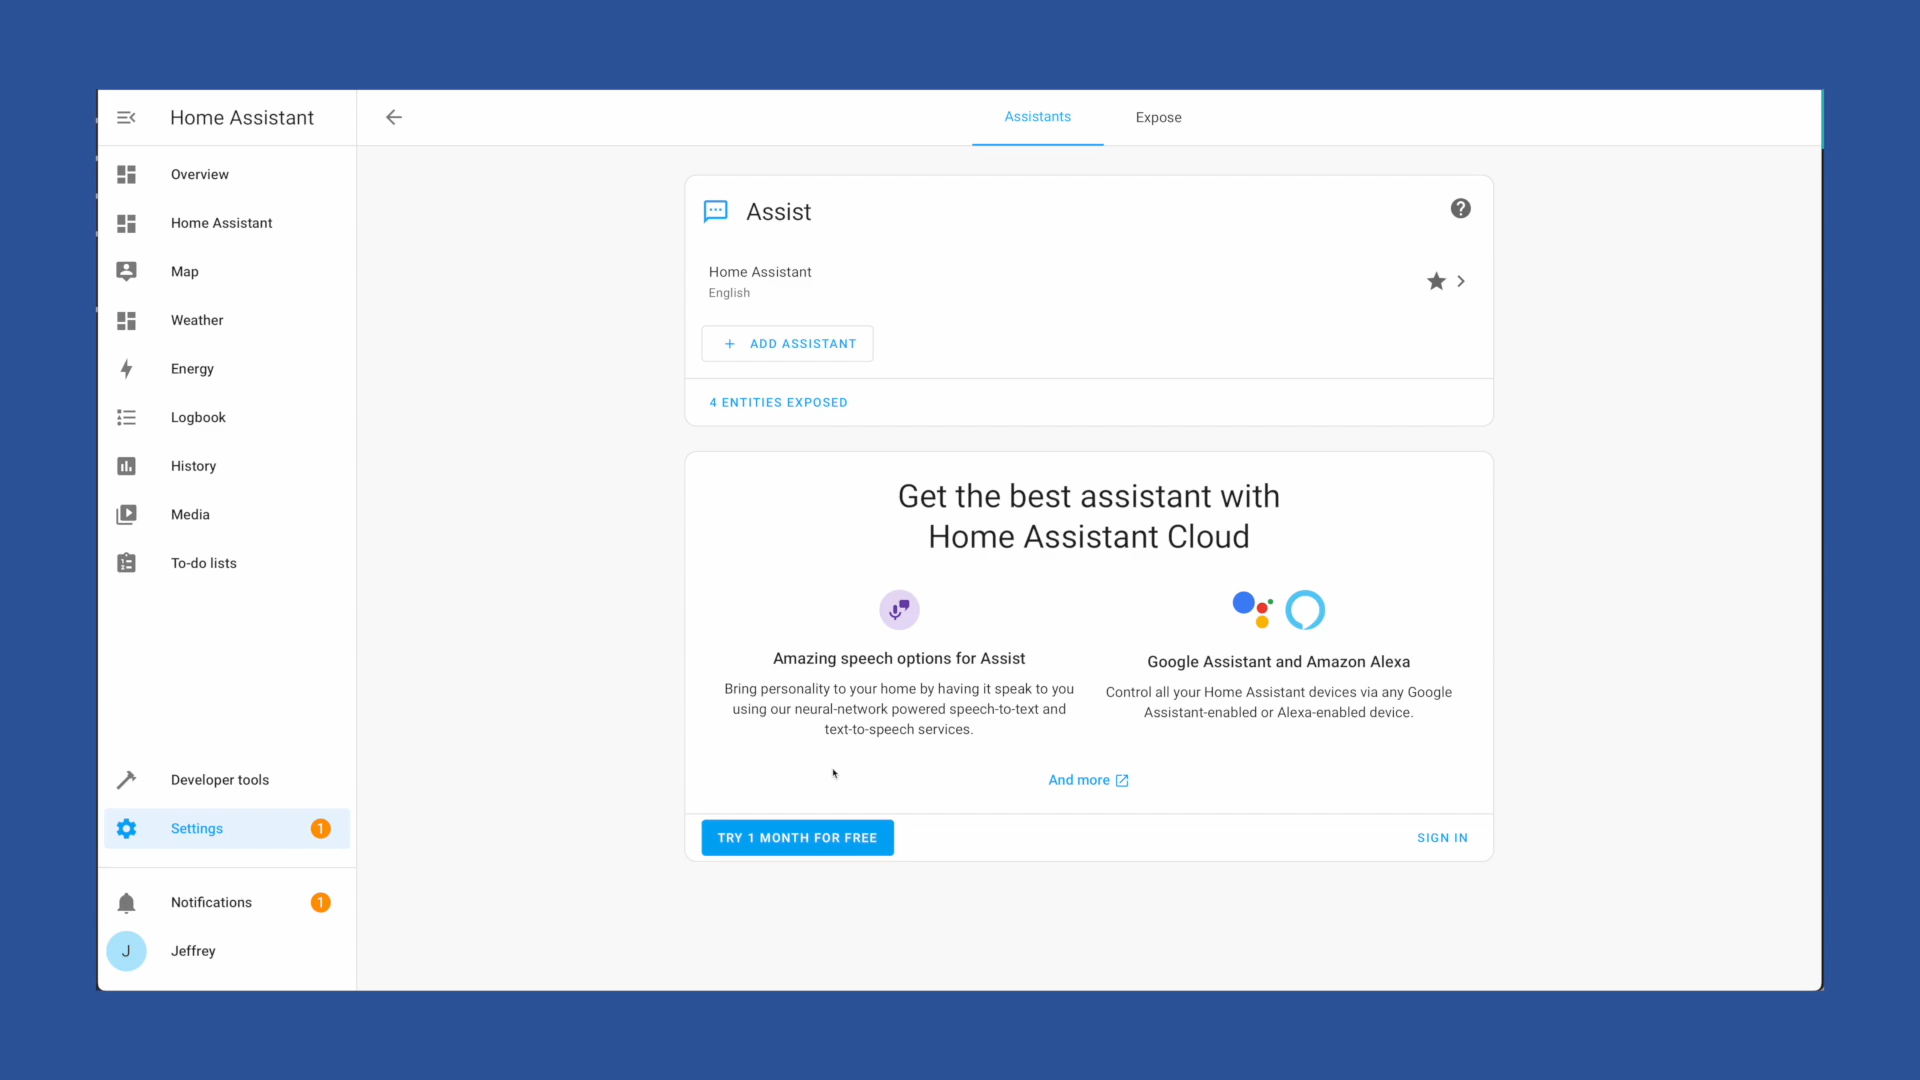 Home Assistant
Assistants
Expose
Overview
Home Assistant
Map
Weather
Energy
Logbook
History
Media
To-do lists
Developer tools
Settings
1
Notifications
1
J
Jeffrey
Assist
?
Home Assistant
English
+ ADD ASSISTANT
4 ENTITIES EXPOSED
Get the best assistant with
Home Assistant Cloud
Amazing speech options for Assist
Bring personality to your home by having it speak to you
using our neural-network powered speech-to-text and
text-to-speech services.
Google Assistant and Amazon Alexa
Control all your Home Assistant devices via any Google
Assistant-enabled or Alexa-enabled device.
And more
TRY 1 MONTH FOR FREE
SIGN IN